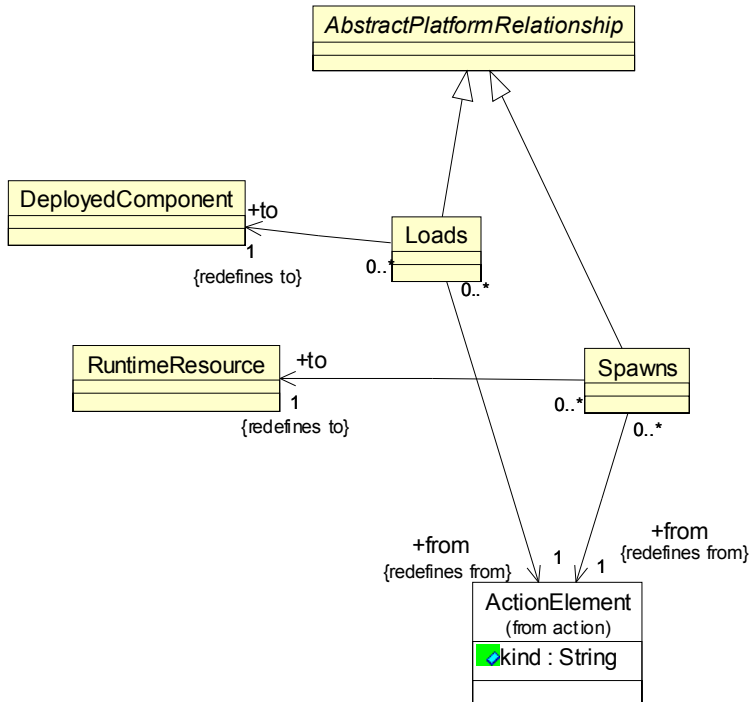 AbstractPlatformRelationship
DeployedComponent
+to
1
{redefines to}
Loads
0..*
0..*
RuntimeResource
+to
1
{redefines to}
Spawns
0..*
0..*
+from
{redefines from}
1
1
+from
{redefines from}
ActionElement
(from action)
kind : String